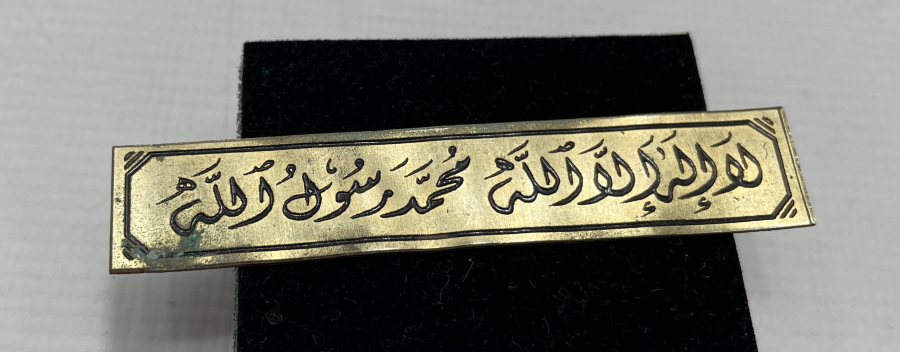 لا إله إلا الله محمد رسول الله